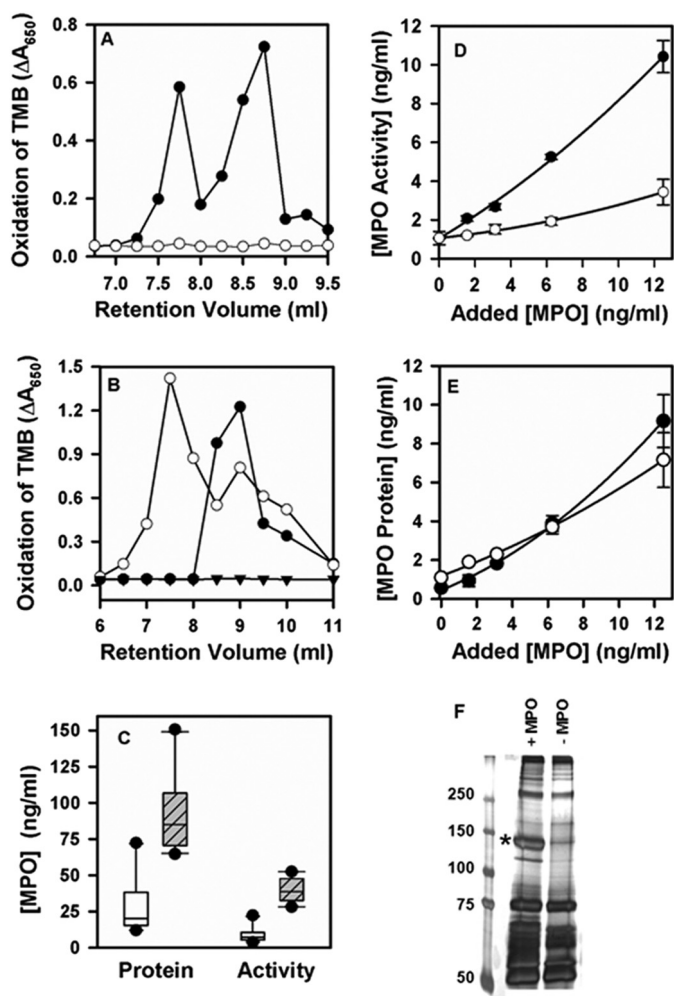 A
Oxidation of TMB (ΔA650)
0.8
0.6
0.4
0.2
0.0
7.0 7.5 8.0 8.5 9.0 9.5
Retention Volume (ml)
B
Oxidation of TMB (ΔA650)
1.5
1.2
0.9
0.6
0.3
0.0
6 7 8 9 10 11
Retention Volume (ml)
C
[MPO] (ng/ml)
150
125
100
75
50
25
0
Protein Activity
D
[MPO Activity] (ng/ml)
12
10
8
6
4
2
0
0 2 4 6 8 10 12
Added [MPO] (ng/ml)
E
[MPO Protein] (ng/ml)
12
10
8
6
4
2
0
0 2 4 6 8 10 12
Added [MPO] (ng/ml)
F
+ MPO
- MPO
250
150
*
100
75
50